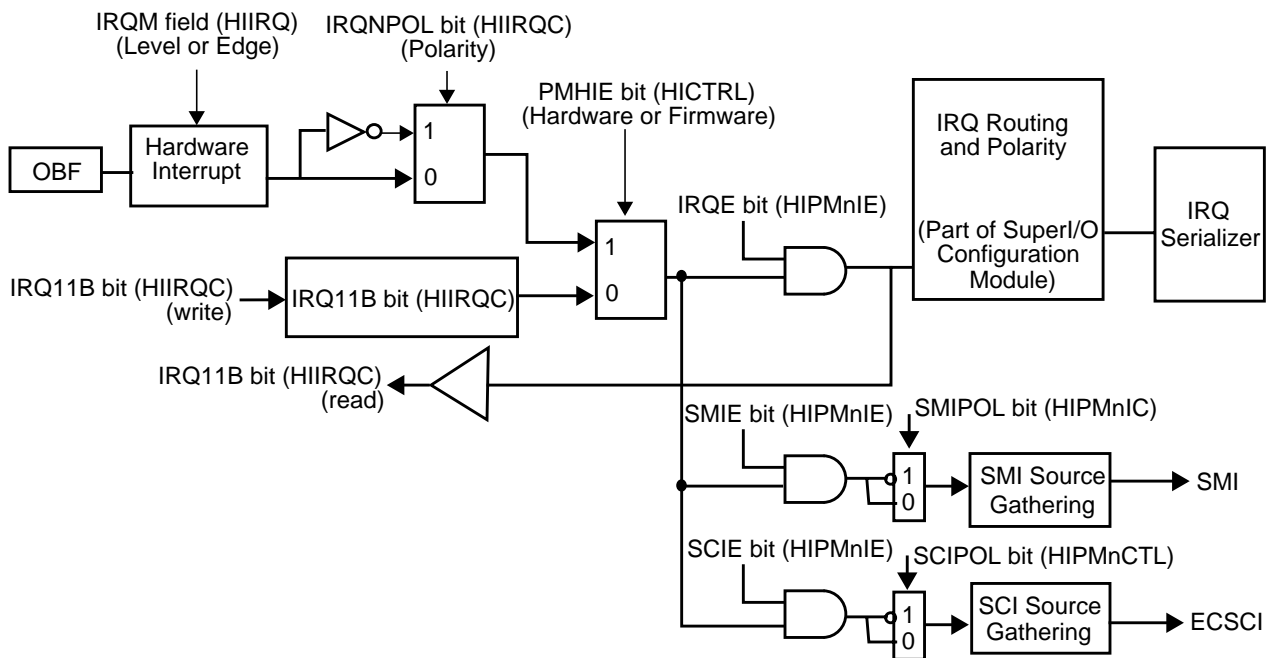 IRQM field (HIIRQ)
(Level or Edge)
IRQNPOL bit (HIIRQC)
(Polarity)
PMHIE bit (HICTRL)
(Hardware or Firmware)
OBF
Hardware
Interrupt
1
0
IRQ11B bit (HIIRQC)
(write)
IRQ11B bit (HIIRQC)
1
0
IRQE bit (HIPMnIE)
IRQ Routing
and Polarity
(Part of SuperI/O
Configuration
Module)
IRQ
Serializer
IRQ11B bit (HIIRQC)
(read)
SMIE bit (HIPMnIE)
SMIPOL bit (HIPMnIC)
1
0
SMI Source
Gathering
SMI
SCIE bit (HIPMnIE)
SCIPOL bit (HIPMnCTL)
1
0
SCI Source
Gathering
ECSCI